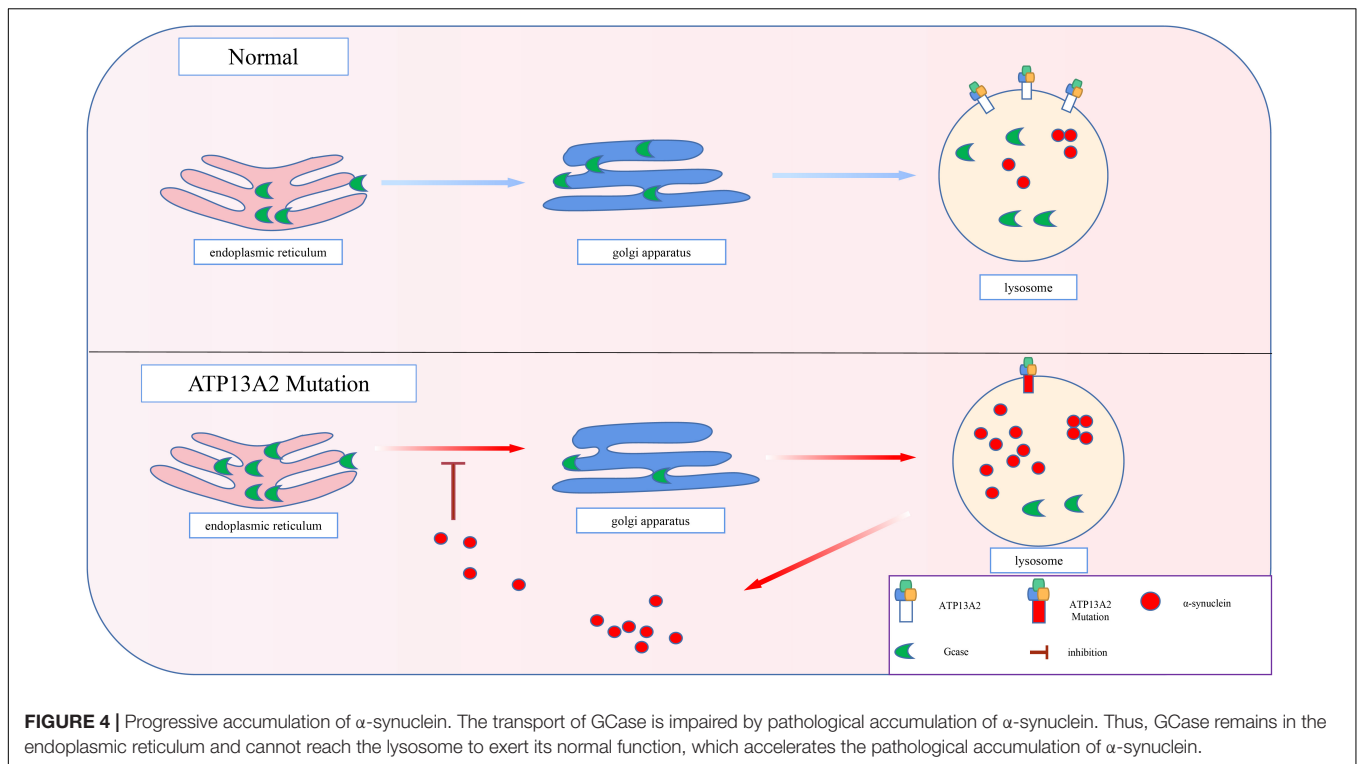 Normal
endoplasmic reticulum
golgi apparatus
lysosome
ATP13A2 Mutation
endoplasmic reticulum
golgi apparatus
lysosome
ATP13A2
ATP13A2
Mutation
α-synuclein
Gcase
inhibition
FIGURE 4 | Progressive accumulation of α-synuclein. The transport of GCase is impaired by pathological accumulation of α-synuclein. Thus, GCase remains in the
endoplasmic reticulum and cannot reach the lysosome to exert its normal function, which accelerates the pathological accumulation of α-synuclein.